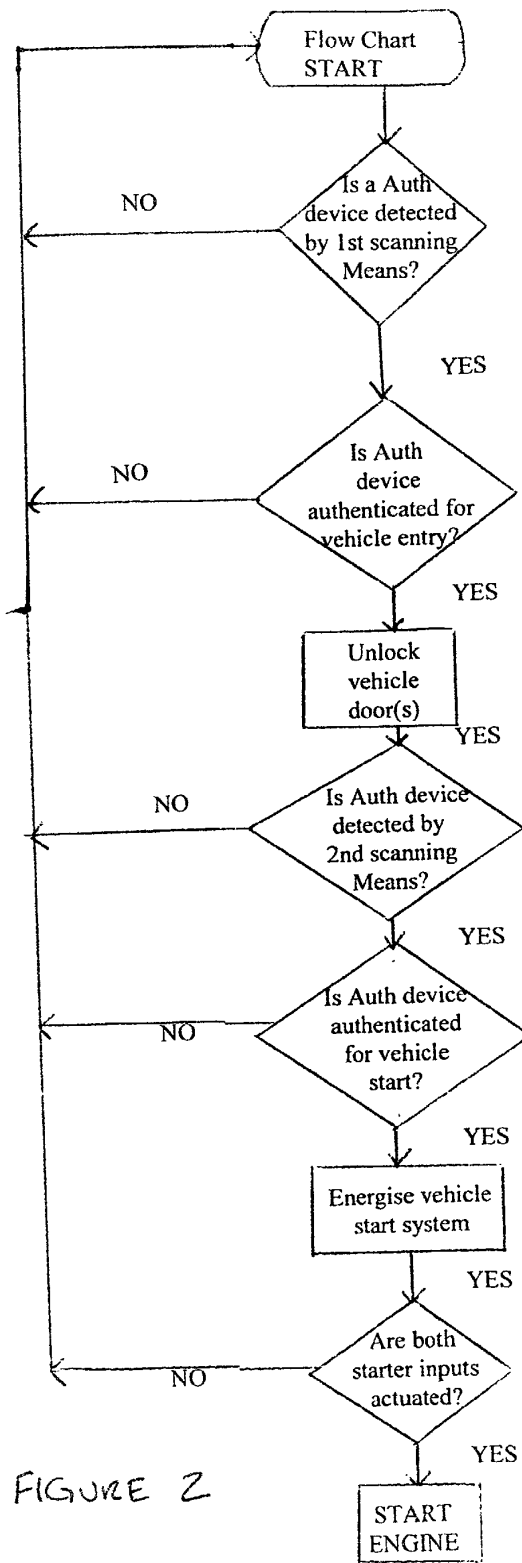 Flow Chart
START
NO
Is a Auth
device detected
by 1st scanning
Means?
YES
NO
Is Auth
device
authenticated for
vehicle entry?
YES
Unlock
vehicle
door(s)
YES
NO
Is Auth device
detected by
2nd scanning
Means?
YES
NO
Is Auth device
authenticated
for vehicle
start?
YES
Energise vehicle
start system
YES
NO
Are both
starter inputs
actuated?
YES
FIGURE 2
START
ENGINE